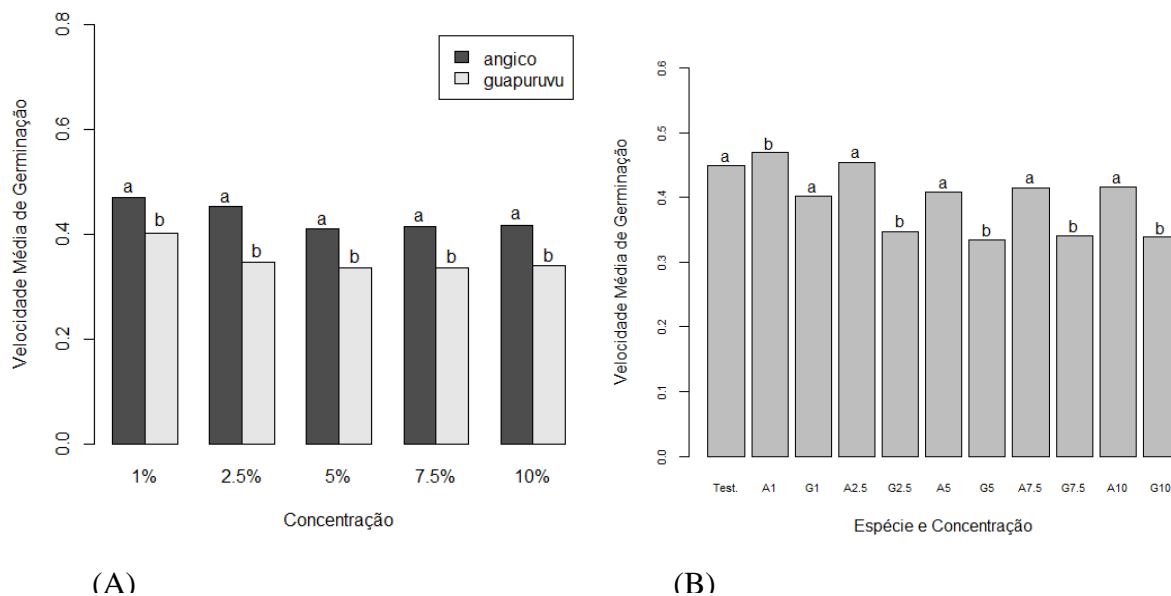 0.8
0.6
0.4
0.2
0.0
Velocidade Média de Germinação
angico
guapuruvu
a
b
a
b
a
b
a
b
a
b
1%
2.5%
5%
7.5%
10%
Concentração
(A)
0.6
0.5
0.4
0.3
0.2
0.1
0.0
Velocidade Média de Germinação
a
b
a
a
b
a
b
a
b
a
b
Test.
A1
G1
A2.5
G2.5
A5
G5
A7.5
G7.5
A10
G10
Espécie e Concentração
(B)